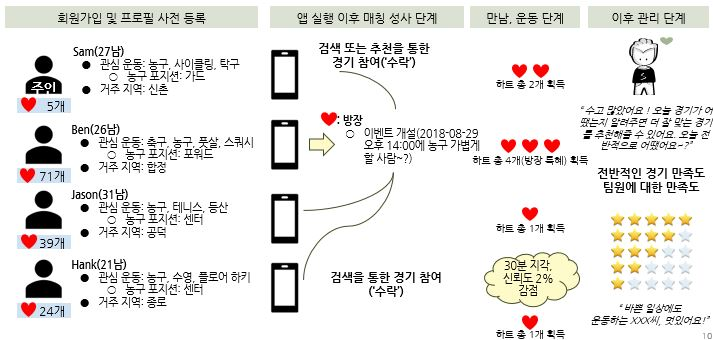 회원가입 및 프로필 사전 등록
앱 실행 이후 매칭 성사 단계
만남, 운동 단계
이후 관리 단계
Sam(27남)
● 관심 운동: 농구, 사이클링, 탁구
○ 농구 포지션: 가드
● 거주 지역: 신촌
주인
5개
Ben(26남)
● 관심 운동: 축구, 농구, 풋살, 스쿼시
○ 농구 포지션: 포워드
● 거주 지역: 합정
71개
Jason(31남)
● 관심 운동: 농구, 테니스, 등산
○ 농구 포지션: 센터
● 거주 지역: 공덕
39개
Hank(21남)
● 관심 운동: 농구, 수영, 플로어 하키
○ 농구 포지션: 센터
● 거주 지역: 종로
24개
검색 또는 추천을 통한
경기 참여('수락')
: 방장
○ 이벤트 개설(2018-08-29
오후 14:00에 농구 가볍게
할 사람~?)
검색을 통한 경기 참여
('수락')
하트 총 2개 획득
하트 총 4개(방장 특혜) 획득
하트 총 1개 획득
30분 지각,
신뢰도 2%
감점
하트 총 1개 획득
S
"수고 많았어요! 오늘 경기가 어
땠는지 알려주면 더 잘 맞는 경기
를 추천해줄 수 있어요. 오늘 전
반적으로 어땠어요~?"
전반적인 경기 만족도
팀원에 대한 만족도
"바쁜 일상에도
운동하는 XXX씨, 멋있어요!"
10